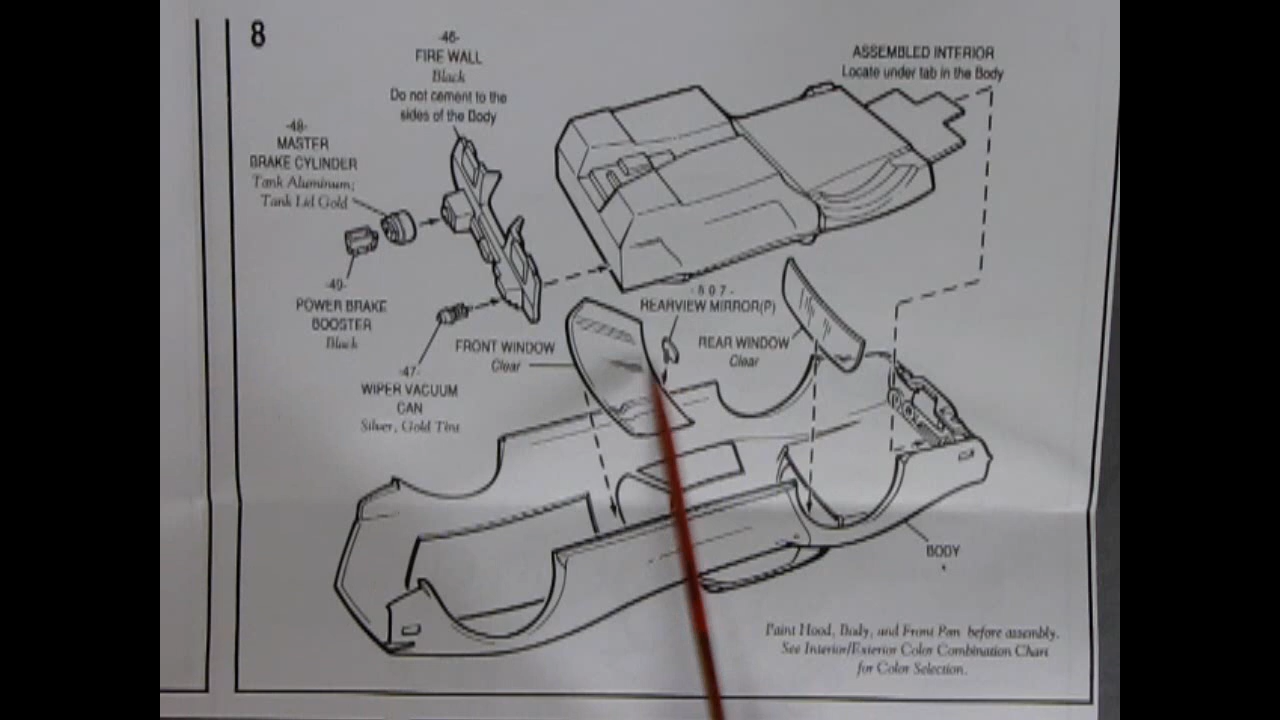 8
-46-
FIRE WALL
Black
Do not cement to the
sides of the Body
ASSEMBLED INTERIOR
Locate under tab in the Body
-48-
MASTER
BRAKE CYLINDER
Tank Aluminum;
Tank Lid Gold
-49-
POWER BRAKE
BOOSTER
Black
-47-
WIPER VACUUM
CAN
Silver, Gold Tint
FRONT WINDOW
Clear
-807-
REARVIEW MIRROR(P)
REAR WINDOW
Clear
BODY
Paint Hood, Body, and Front Pan before assembly.
See Interior/Exterior Color Combination Chart
for Color Selection.